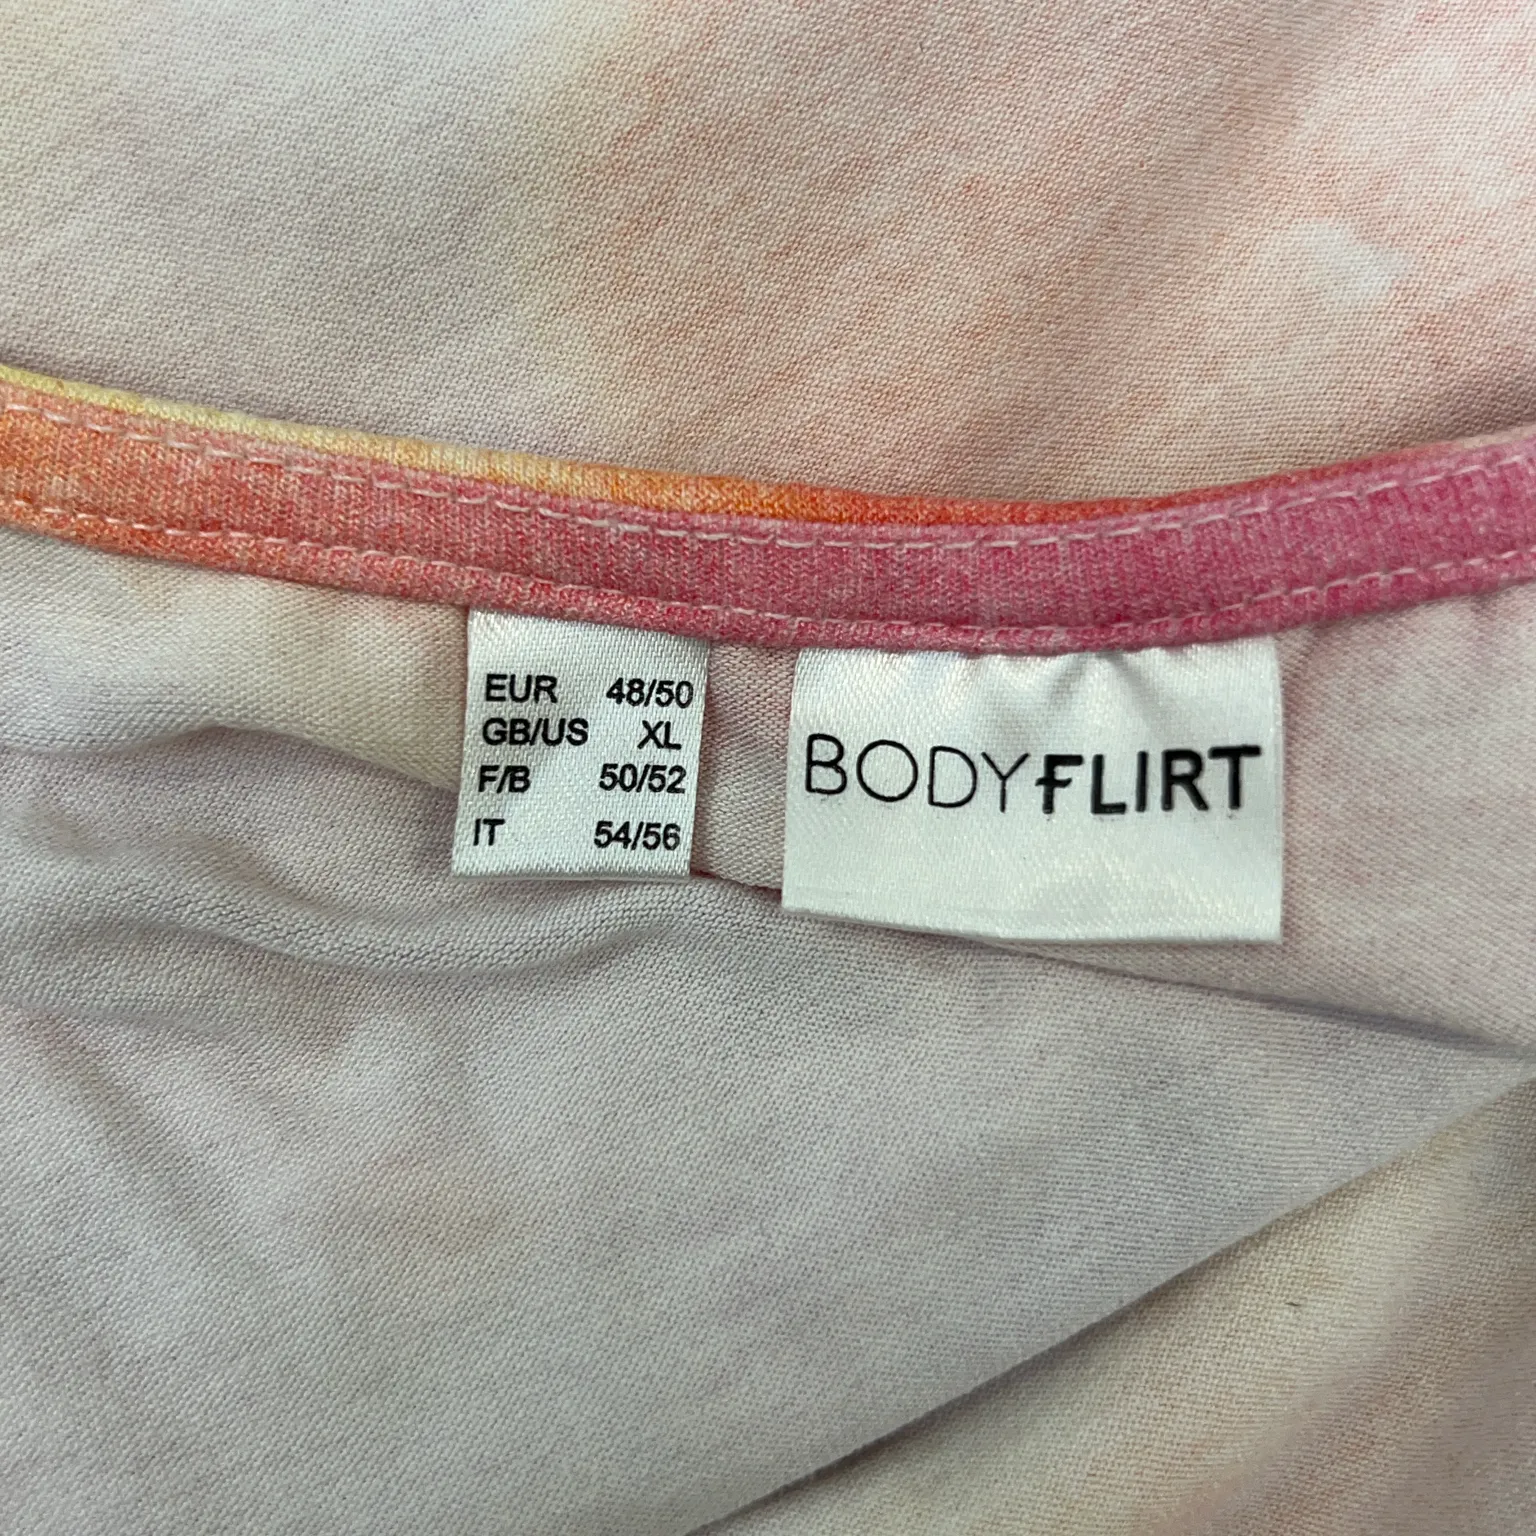 EUR 48/50
GB/US XL
F/B 50/52
IT 54/56
BODYFLIRT